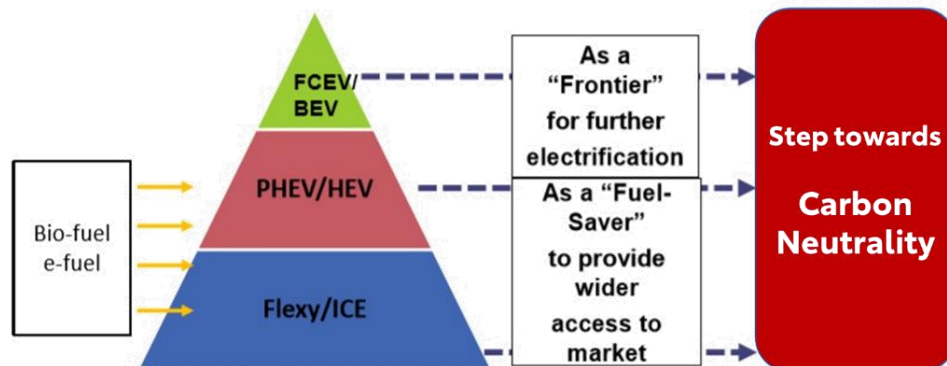 Bio-fuel
e-fuel
FCEV/
BEV
PHEV/HEV
Flexy/ICE
As a
“Frontier”
for further
electrification
As a “Fuel-
Saver”
to provide
wider
access to
market
Step towards
Carbon
Neutrality